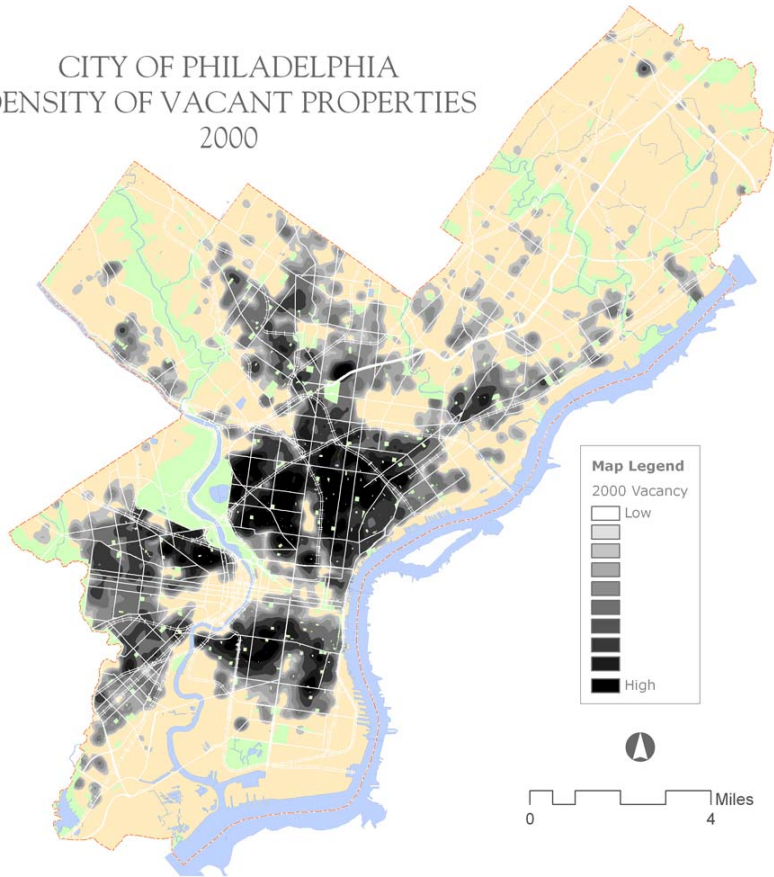 CITY OF PHILADELPHIA
DENSITY OF VACANT PROPERTIES
2000
Map Legend
2000 Vacancy
Low
High
Miles
0 4